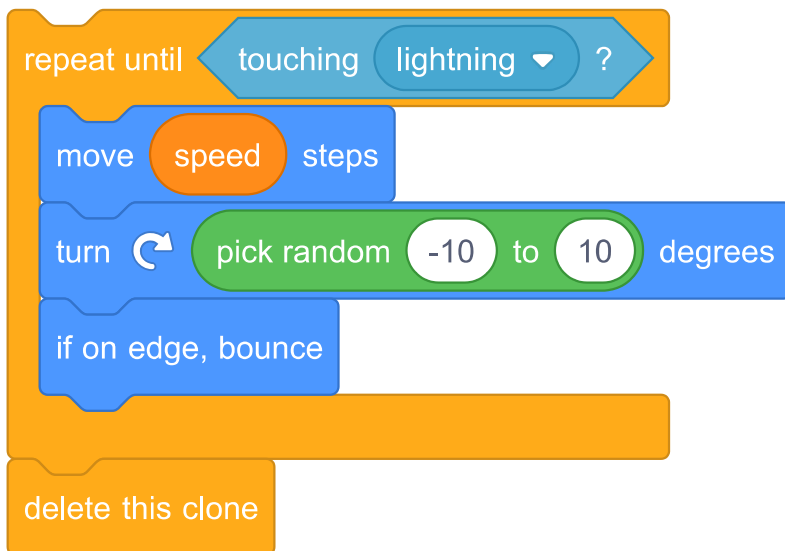 repeat until touching lightning ?
move speed steps
turn pick random -10 to 10 degrees
if on edge, bounce
delete this clone